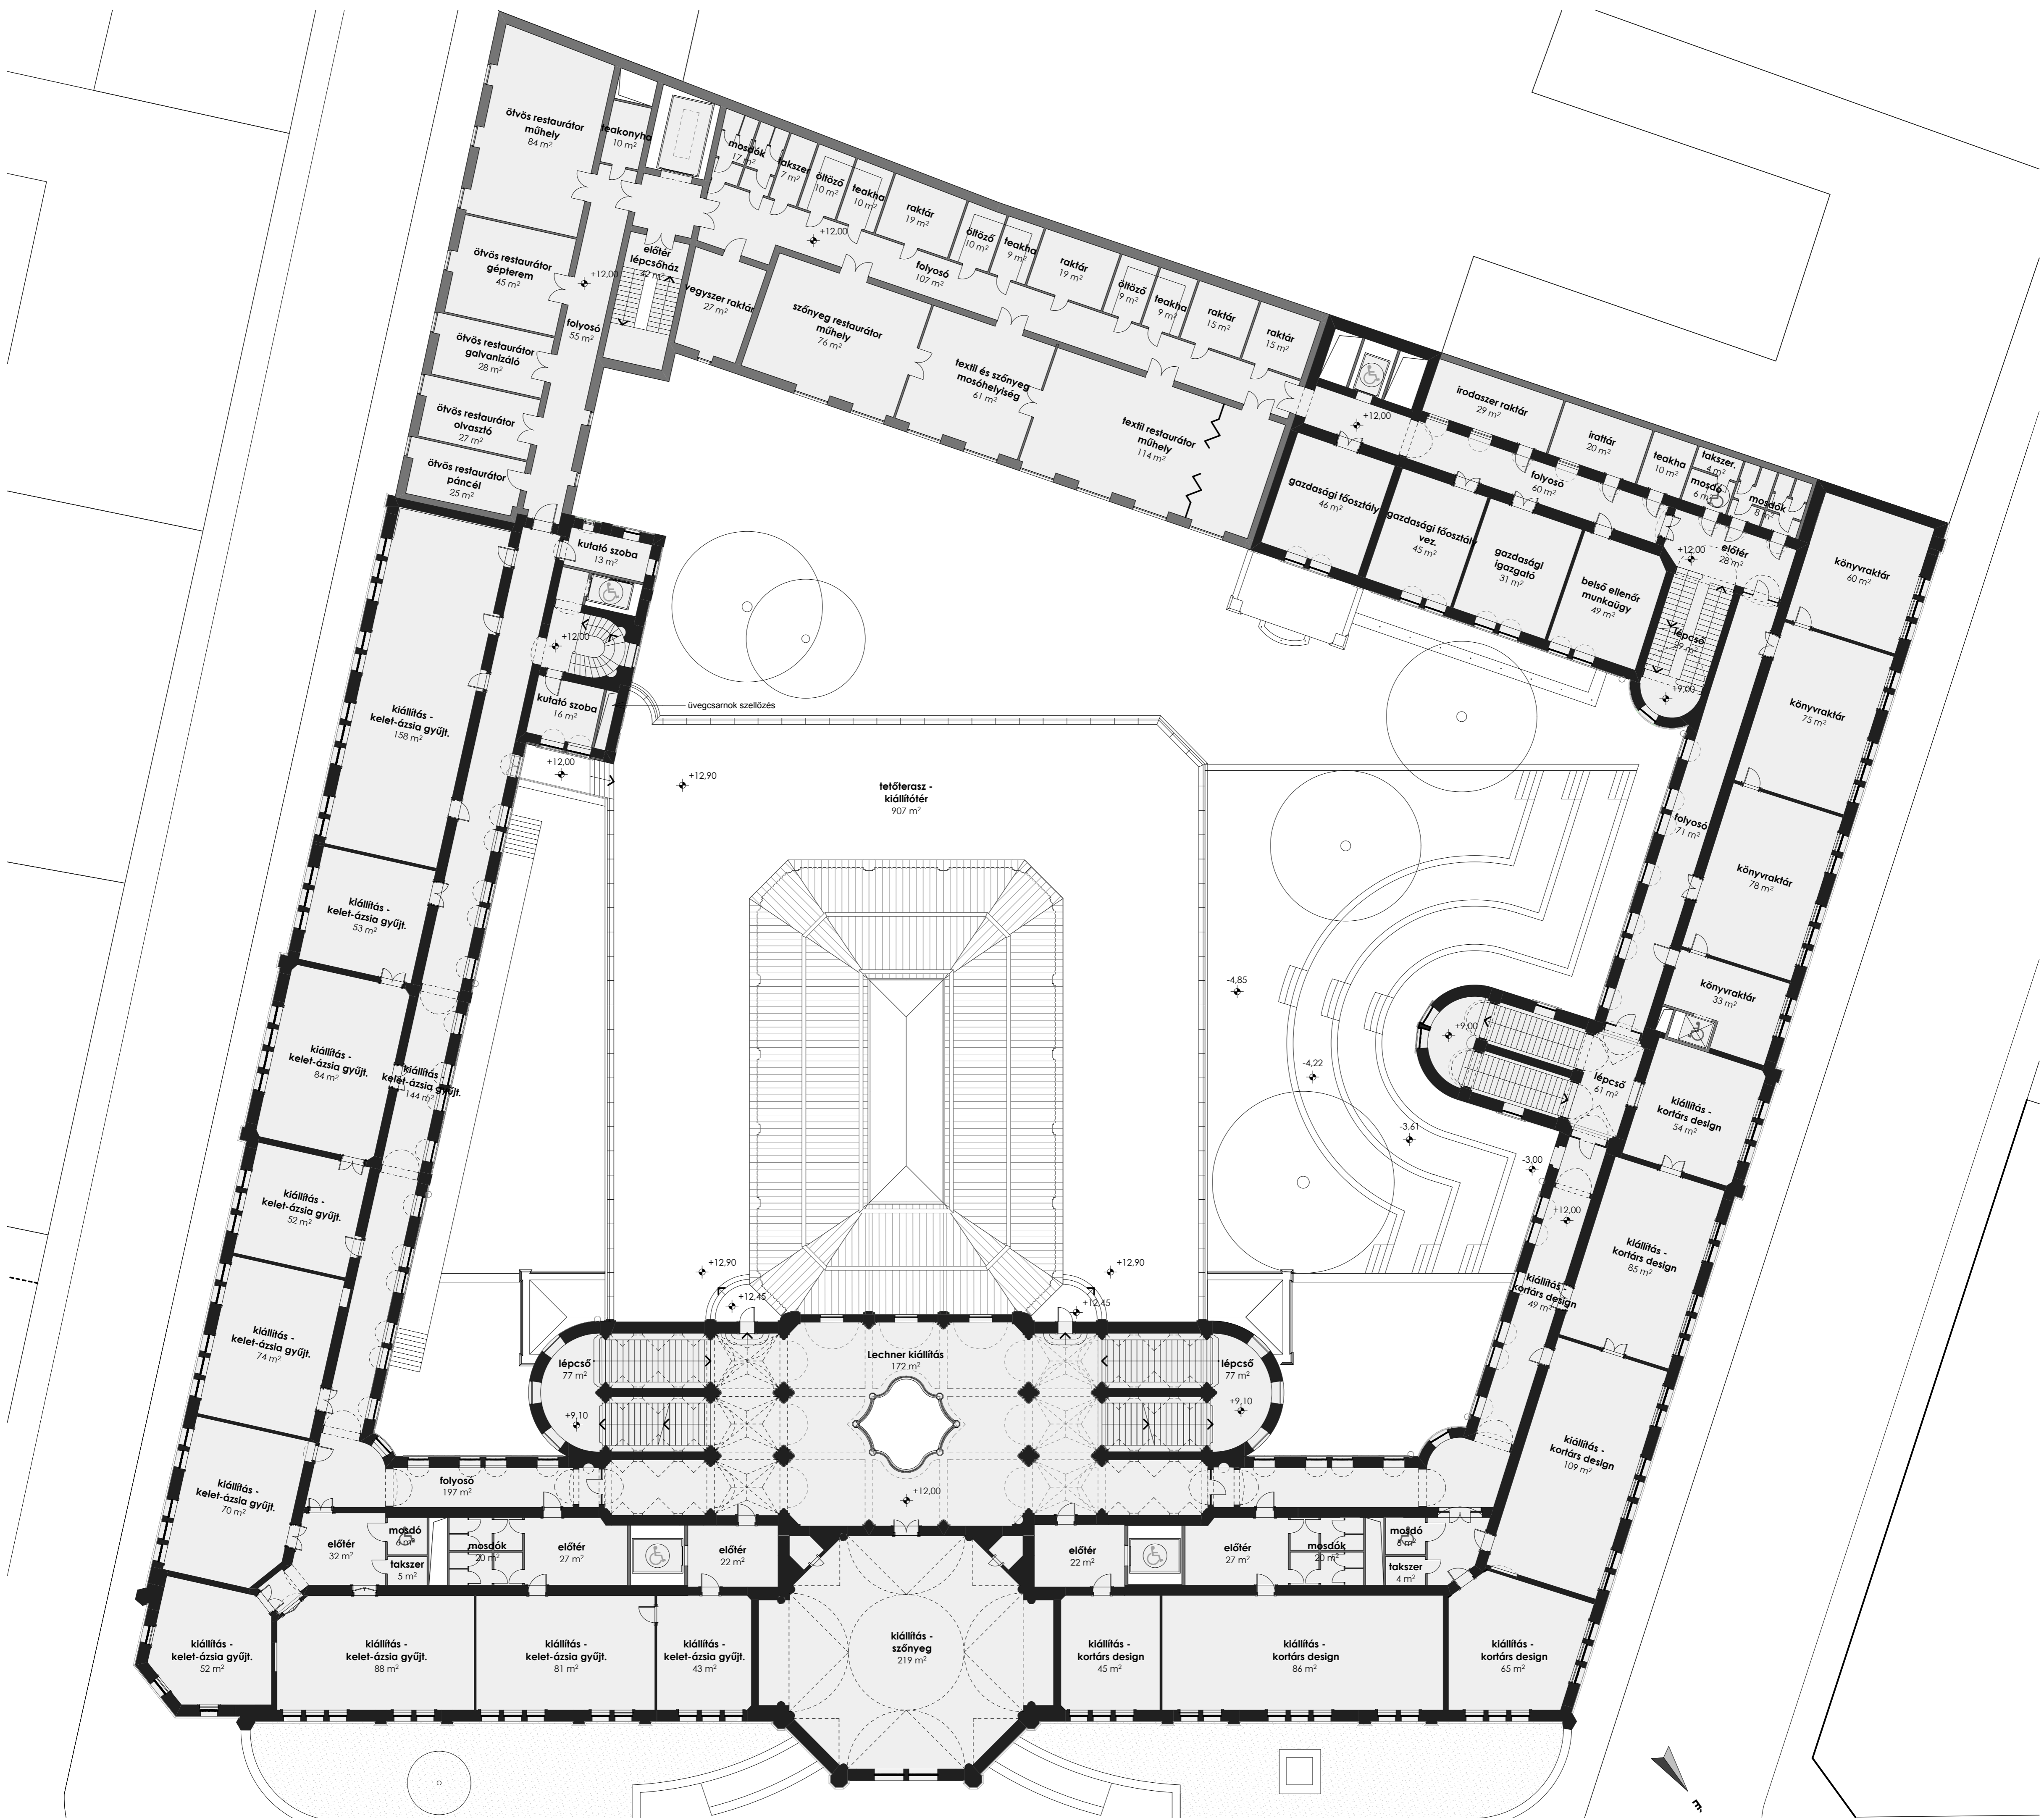 ötvös restaurátor
műhely
84 m²
teakonyha
10 m²
mosdók
17 m²
takszer
7 m²
öltöző
10 m²
teakha
10 m²
raktár
19 m²
öltöző
10 m²
teakha
9 m²
raktár
19 m²
öltöző
9 m²
teakha
9 m²
raktár
15 m²
raktár
15 m²
+12,00
folyosó
107 m²
ötvös restaurátor
gépterem
45 m²
+12,00
előtér
lépcsőház
42 m²
vegyszer raktár
27 m²
folyosó
55 m²
szőnyeg restaurátor
műhely
76 m²
textil és szőnyeg
mosóhelyiség
61 m²
textil restaurátor
műhely
114 m²
ötvös restaurátor
galvanizáló
28 m²
ötvös restaurátor
olvasztó
27 m²
ötvös restaurátor
páncél
25 m²
+12,00
irodaszer raktár
29 m²
irattár
20 m²
teakha
10 m²
takszer.
4 m²
mosdó
6 m²
mosdók
8 m²
folyosó
60 m²
gazdasági főosztály
46 m²
gazdasági főosztály
vez.
45 m²
gazdasági
igazgató
31 m²
belső ellenőr
munkaügy
49 m²
+12,00
előtér
28 m²
lépcső
29 m²
+9,00
könyvraktár
60 m²
könyvraktár
75 m²
folyosó
71 m²
könyvraktár
78 m²
könyvraktár
33 m²
kutató szoba
13 m²
+12,00
kutató szoba
16 m²
üvegcsarnok szellőzés
+12,00
+12,90
tetőterasz -
kiállítótér
907 m²
kiállítás -
kelet-ázsia gyűjt.
158 m²
kiállítás -
kelet-ázsia gyűjt.
53 m²
kiállítás -
kelet-ázsia gyűjt.
84 m²
kiállítás -
kelet-ázsia gyűjt.
144 m²
kiállítás -
kelet-ázsia gyűjt.
52 m²
kiállítás -
kelet-ázsia gyűjt.
74 m²
kiállítás -
kelet-ázsia gyűjt.
70 m²
-4,85
-4,22
-3,61
-3,00
+9,00
lépcső
61 m²
kiállítás -
kortárs design
54 m²
+12,00
kiállítás -
kortárs design
85 m²
kiállítás -
kortárs design
49 m²
kiállítás -
kortárs design
109 m²
+12,90
+12,45
+12,90
+12,45
lépcső
77 m²
+9,10
Lechner kiállítás
172 m²
lépcső
77 m²
+9,10
folyosó
197 m²
+12,00
előtér
32 m²
mosdó
6 m²
takszer
5 m²
mosdók
20 m²
előtér
27 m²
előtér
22 m²
előtér
22 m²
előtér
27 m²
mosdók
20 m²
mosdó
takszer
4 m²
kiállítás -
kelet-ázsia gyűjt.
52 m²
kiállítás -
kelet-ázsia gyűjt.
88 m²
kiállítás -
kelet-ázsia gyűjt.
81 m²
kiállítás -
kelet-ázsia gyűjt.
43 m²
kiállítás -
szőnyeg
219 m²
kiállítás -
kortárs design
45 m²
kiállítás -
kortárs design
86 m²
kiállítás -
kortárs design
65 m²